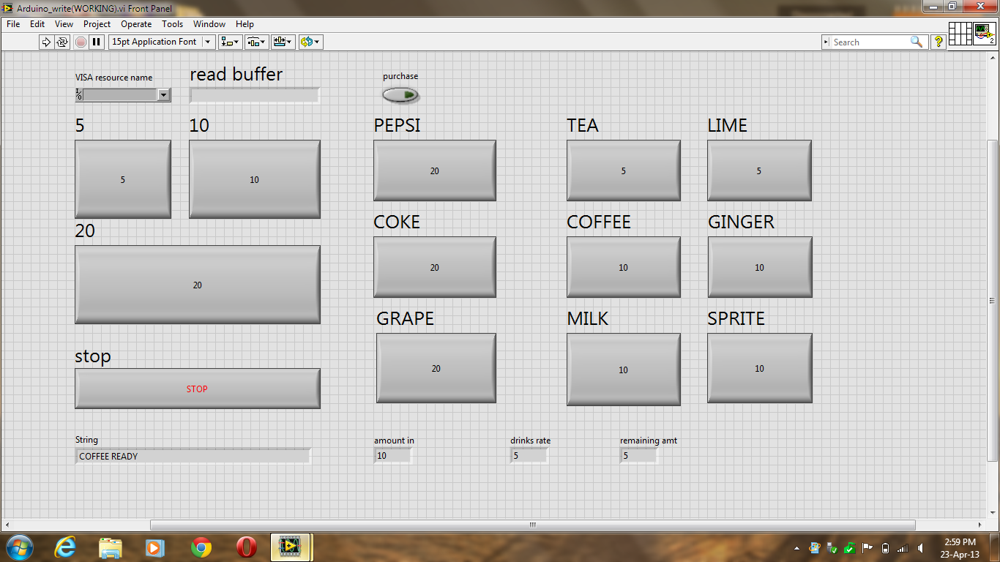 Arduino_write(WORKING).vi Front Panel
File Edit View Project Operate Tools Window Help
15pt Application Font
Search
?
2
VISA resource name
read buffer
purchase
I/O
5
10
PEPSI
TEA
LIME
5
10
20
5
5
20
COKE
COFFEE
GINGER
20
20
10
10
GRAPE
MILK
SPRITE
20
10
10
stop
STOP
String
amount in
drinks rate
remaining amt
COFFEE READY
10
5
5
2:59 PM
23-Apr-13